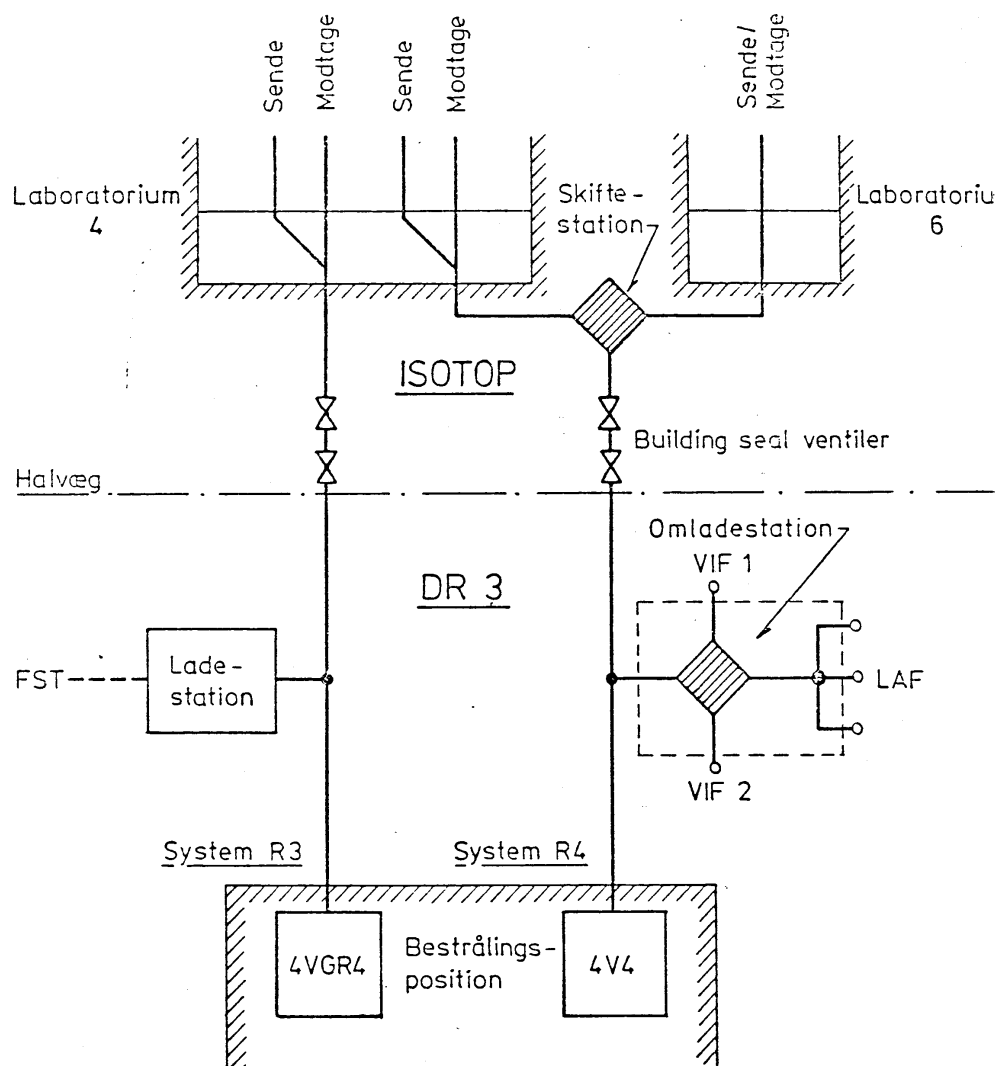 Sende
Modtage
Sende
Modtage
Sende/
Modtage
Laboratorium
4
Skifte-
station
Laboratoriu
6
ISOTOP
Building seal ventiler
Halvæg
Omladestation
VIF 1
DR 3
FST
Lade-
station
LAF
VIF 2
System R3
System R4
4VGR4
Bestrålings-
position
4V4